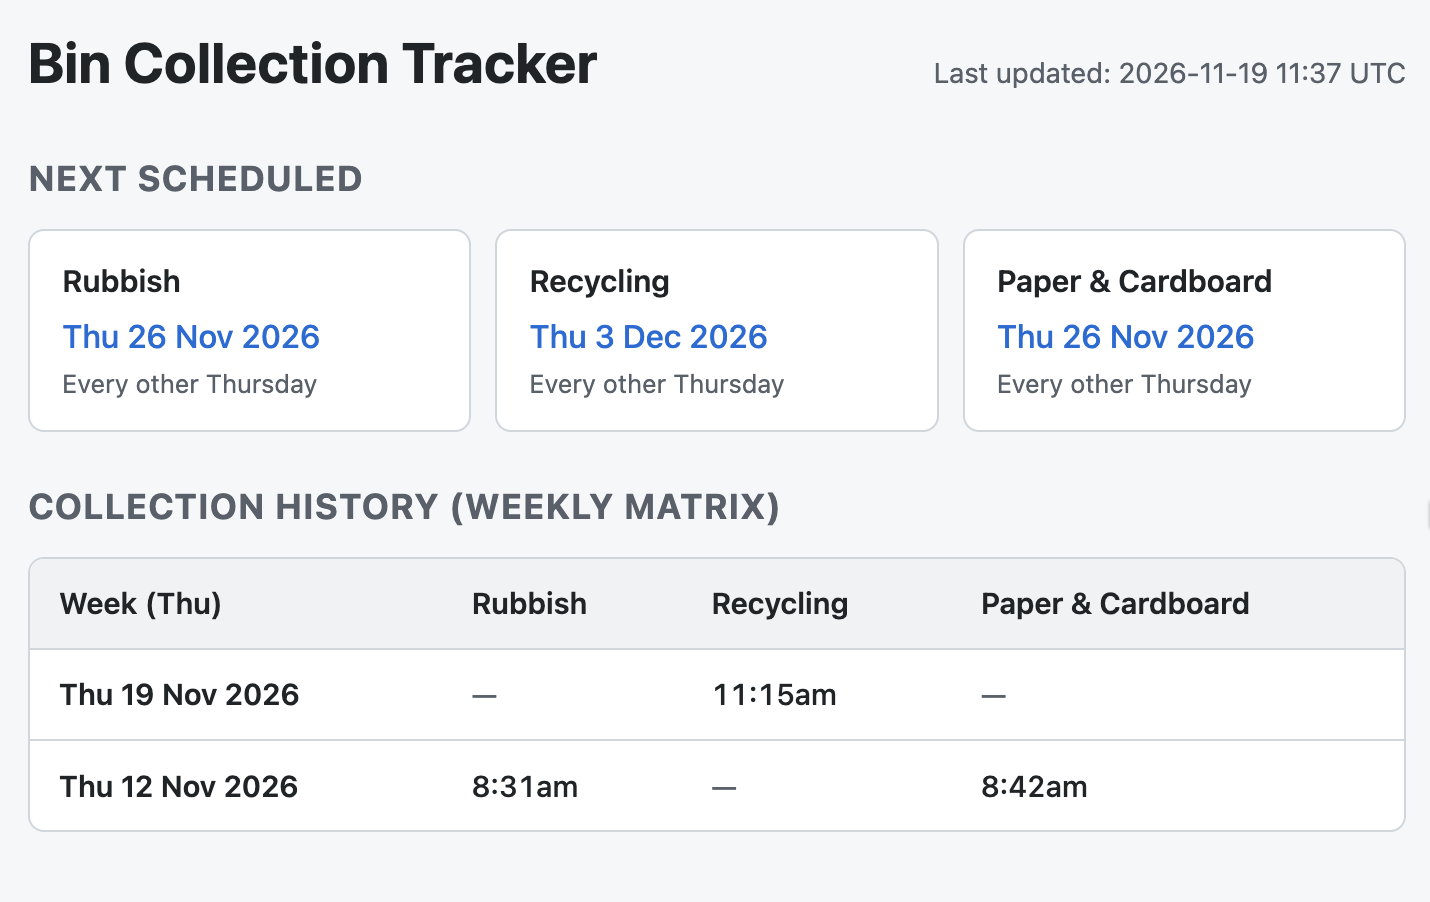 Bin Collection Tracker
Last updated: 2026-11-19 11:37 UTC
NEXT SCHEDULED
Rubbish
Thu 26 Nov 2026
Every other Thursday
Recycling
Thu 3 Dec 2026
Every other Thursday
Paper & Cardboard
Thu 26 Nov 2026
Every other Thursday
COLLECTION HISTORY (WEEKLY MATRIX)
Week (Thu) Rubbish Recycling Paper & Cardboard
Thu 19 Nov 2026 — 11:15am —
Thu 12 Nov 2026 8:31am — 8:42am